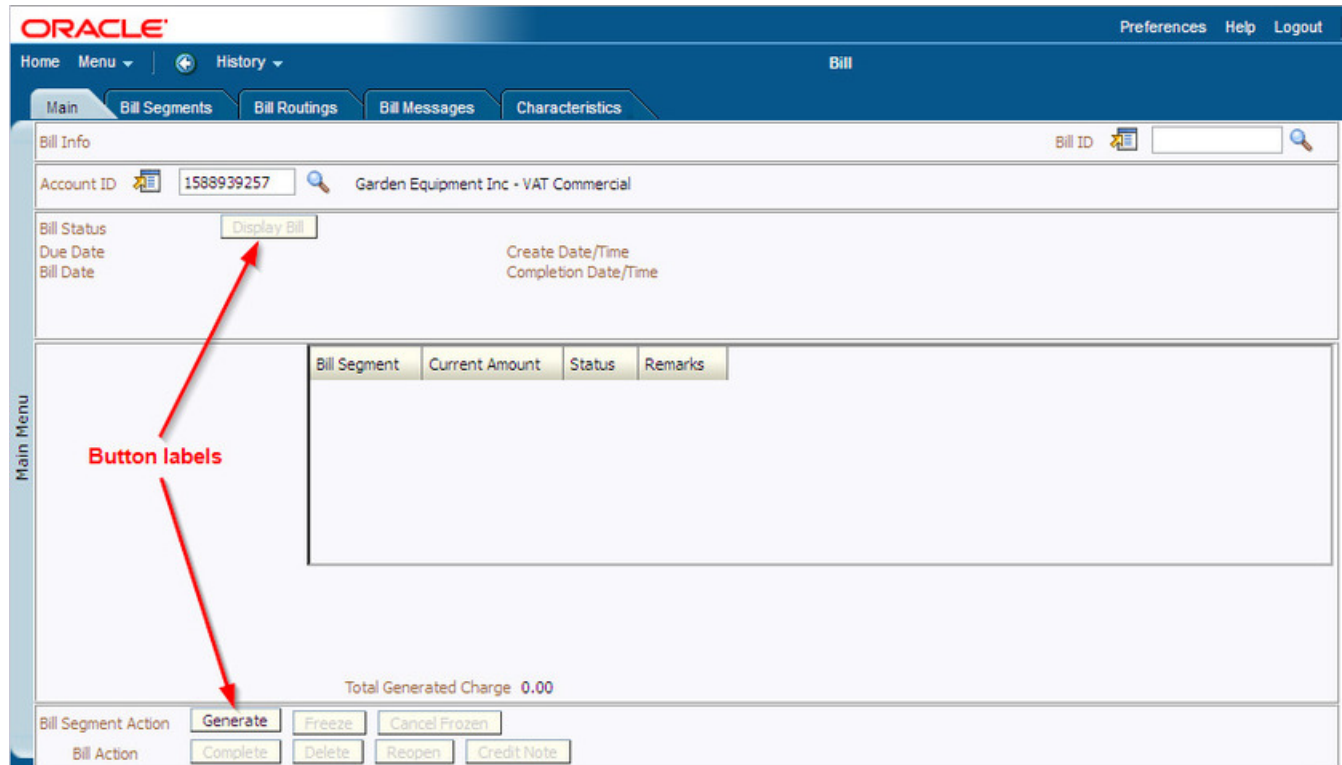 ORACLE
Preferences Help Logout
Home Menu History Bill
Main Bill Segments Bill Routings Bill Messages Characteristics
Bill Info Bill ID
Account ID 1588939257 Garden Equipment Inc - VAT Commercial
Bill Status Display Bill
Due Date Create Date/Time
Bill Date Completion Date/Time
Bill Segment Current Amount Status Remarks
Main Menu
Button labels
Total Generated Charge 0.00
Bill Segment Action Generate Freeze Cancel Frozen
Bill Action Complete Delete Reopen Credit Note